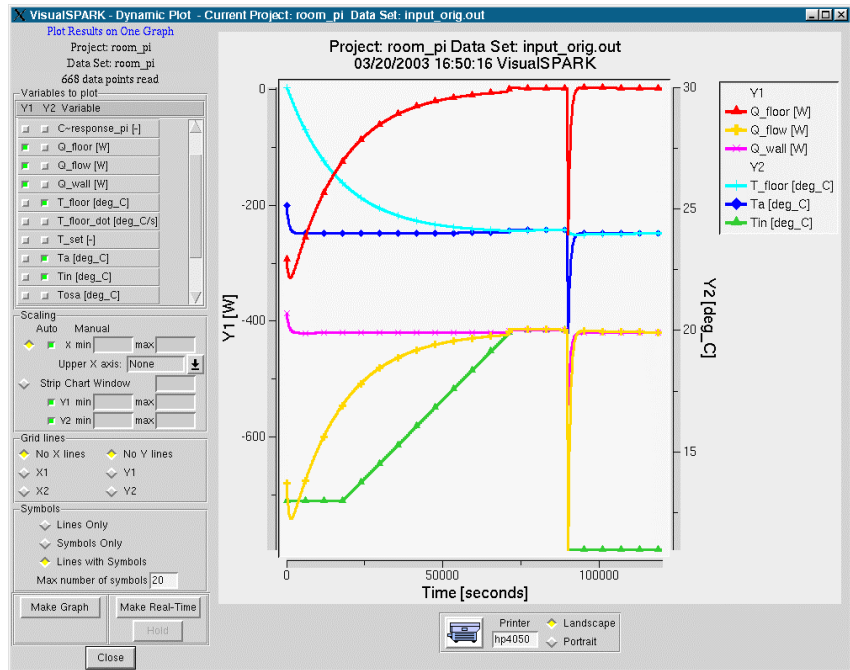 VisualSPARK - Dynamic Plot - Current Project: room_pi Data Set: input_orig.out
Plot Results on One Graph
Project: room_pi
Data Set: room_pi
668 data points read
Variables to plot
Y1 Y2 Variable
C~response_pi [-]
Q_floor [W]
Q_flow [W]
Q_wall [W]
T_floor [deg_C]
T_floor_dot [deg_C/s]
T_set [-]
Ta [deg_C]
Tin [deg_C]
Tosa [deg_C]
Scaling
Auto Manual
X min max
Upper X axis: None
Strip Chart Window
Y1 min max
Y2 min max
Grid lines
No X lines No Y lines
X1 Y1
X2 Y2
Symbols
Lines Only
Symbols Only
Lines with Symbols
Max number of symbols 20
Make Graph Make Real-Time
Hold
Close
Project: room_pi Data Set: input_orig.out
03/20/2003 16:50:16 VisualSPARK
0
-200
-400
-600
Y1 [W]
30
25
20
15
Y2 [deg_C]
0 50000 100000
Time [seconds]
Y1
Q_floor [W]
Q_flow [W]
Q_wall [W]
Y2
T_floor [deg_C]
Ta [deg_C]
Tin [deg_C]
Printer Landscape
hp4050 Portrait